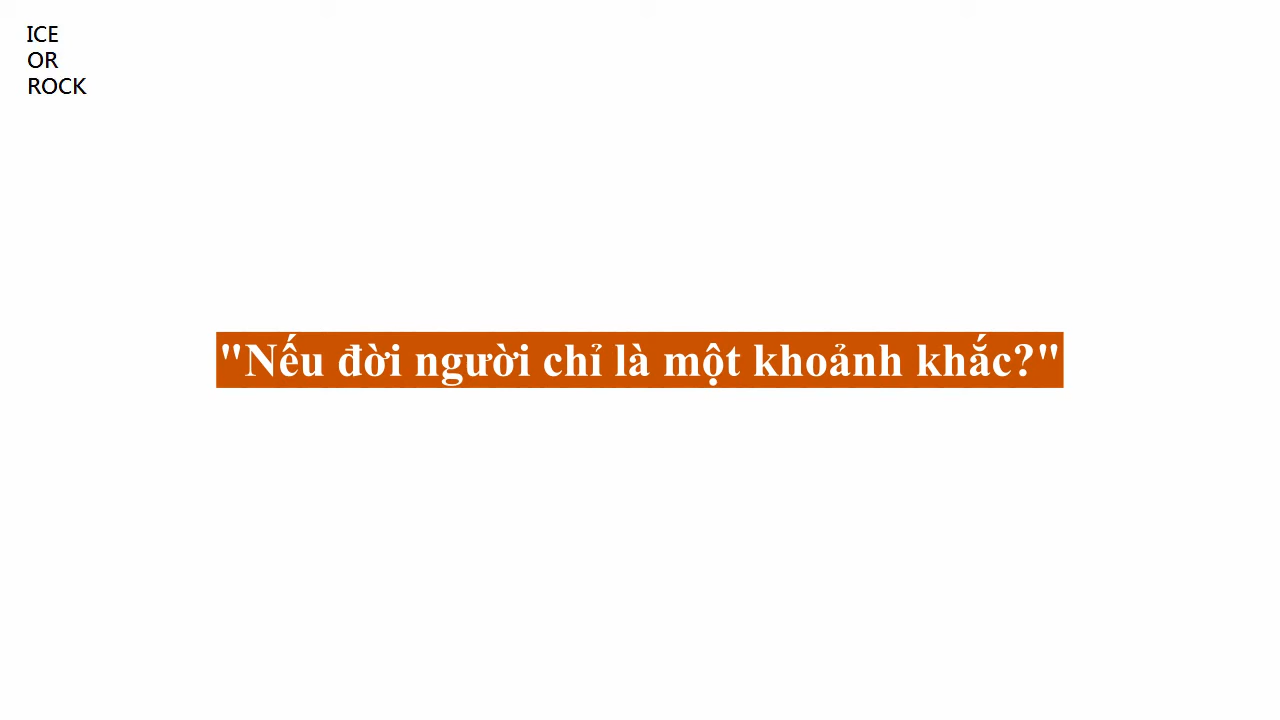 ICE
OR
ROCK
"Nếu đời người chỉ là một khoảnh khắc?"